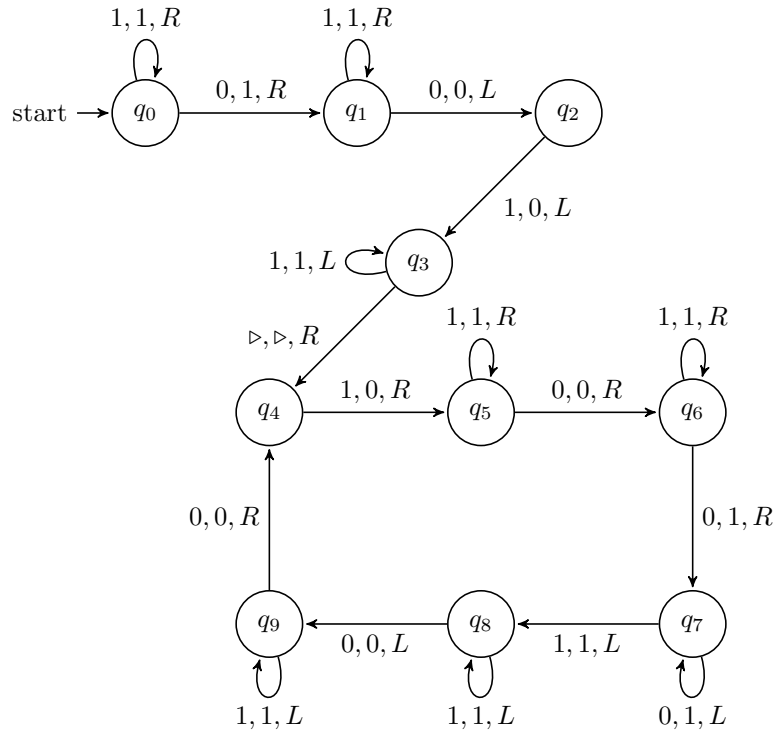 1, 1, R 1, 1, R
start q₀ 0, 1, R q₁ 0, 0, L q₂
1, 0, L
1, 1, L q₃
▷, ▷, R 1, 1, R 1, 1, R
q₄ 1, 0, R q₅ 0, 0, R q₆
0, 0, R 0, 1, R
q₉ 0, 0, L q₈ 1, 1, L q₇
1, 1, L 1, 1, L 0, 1, L